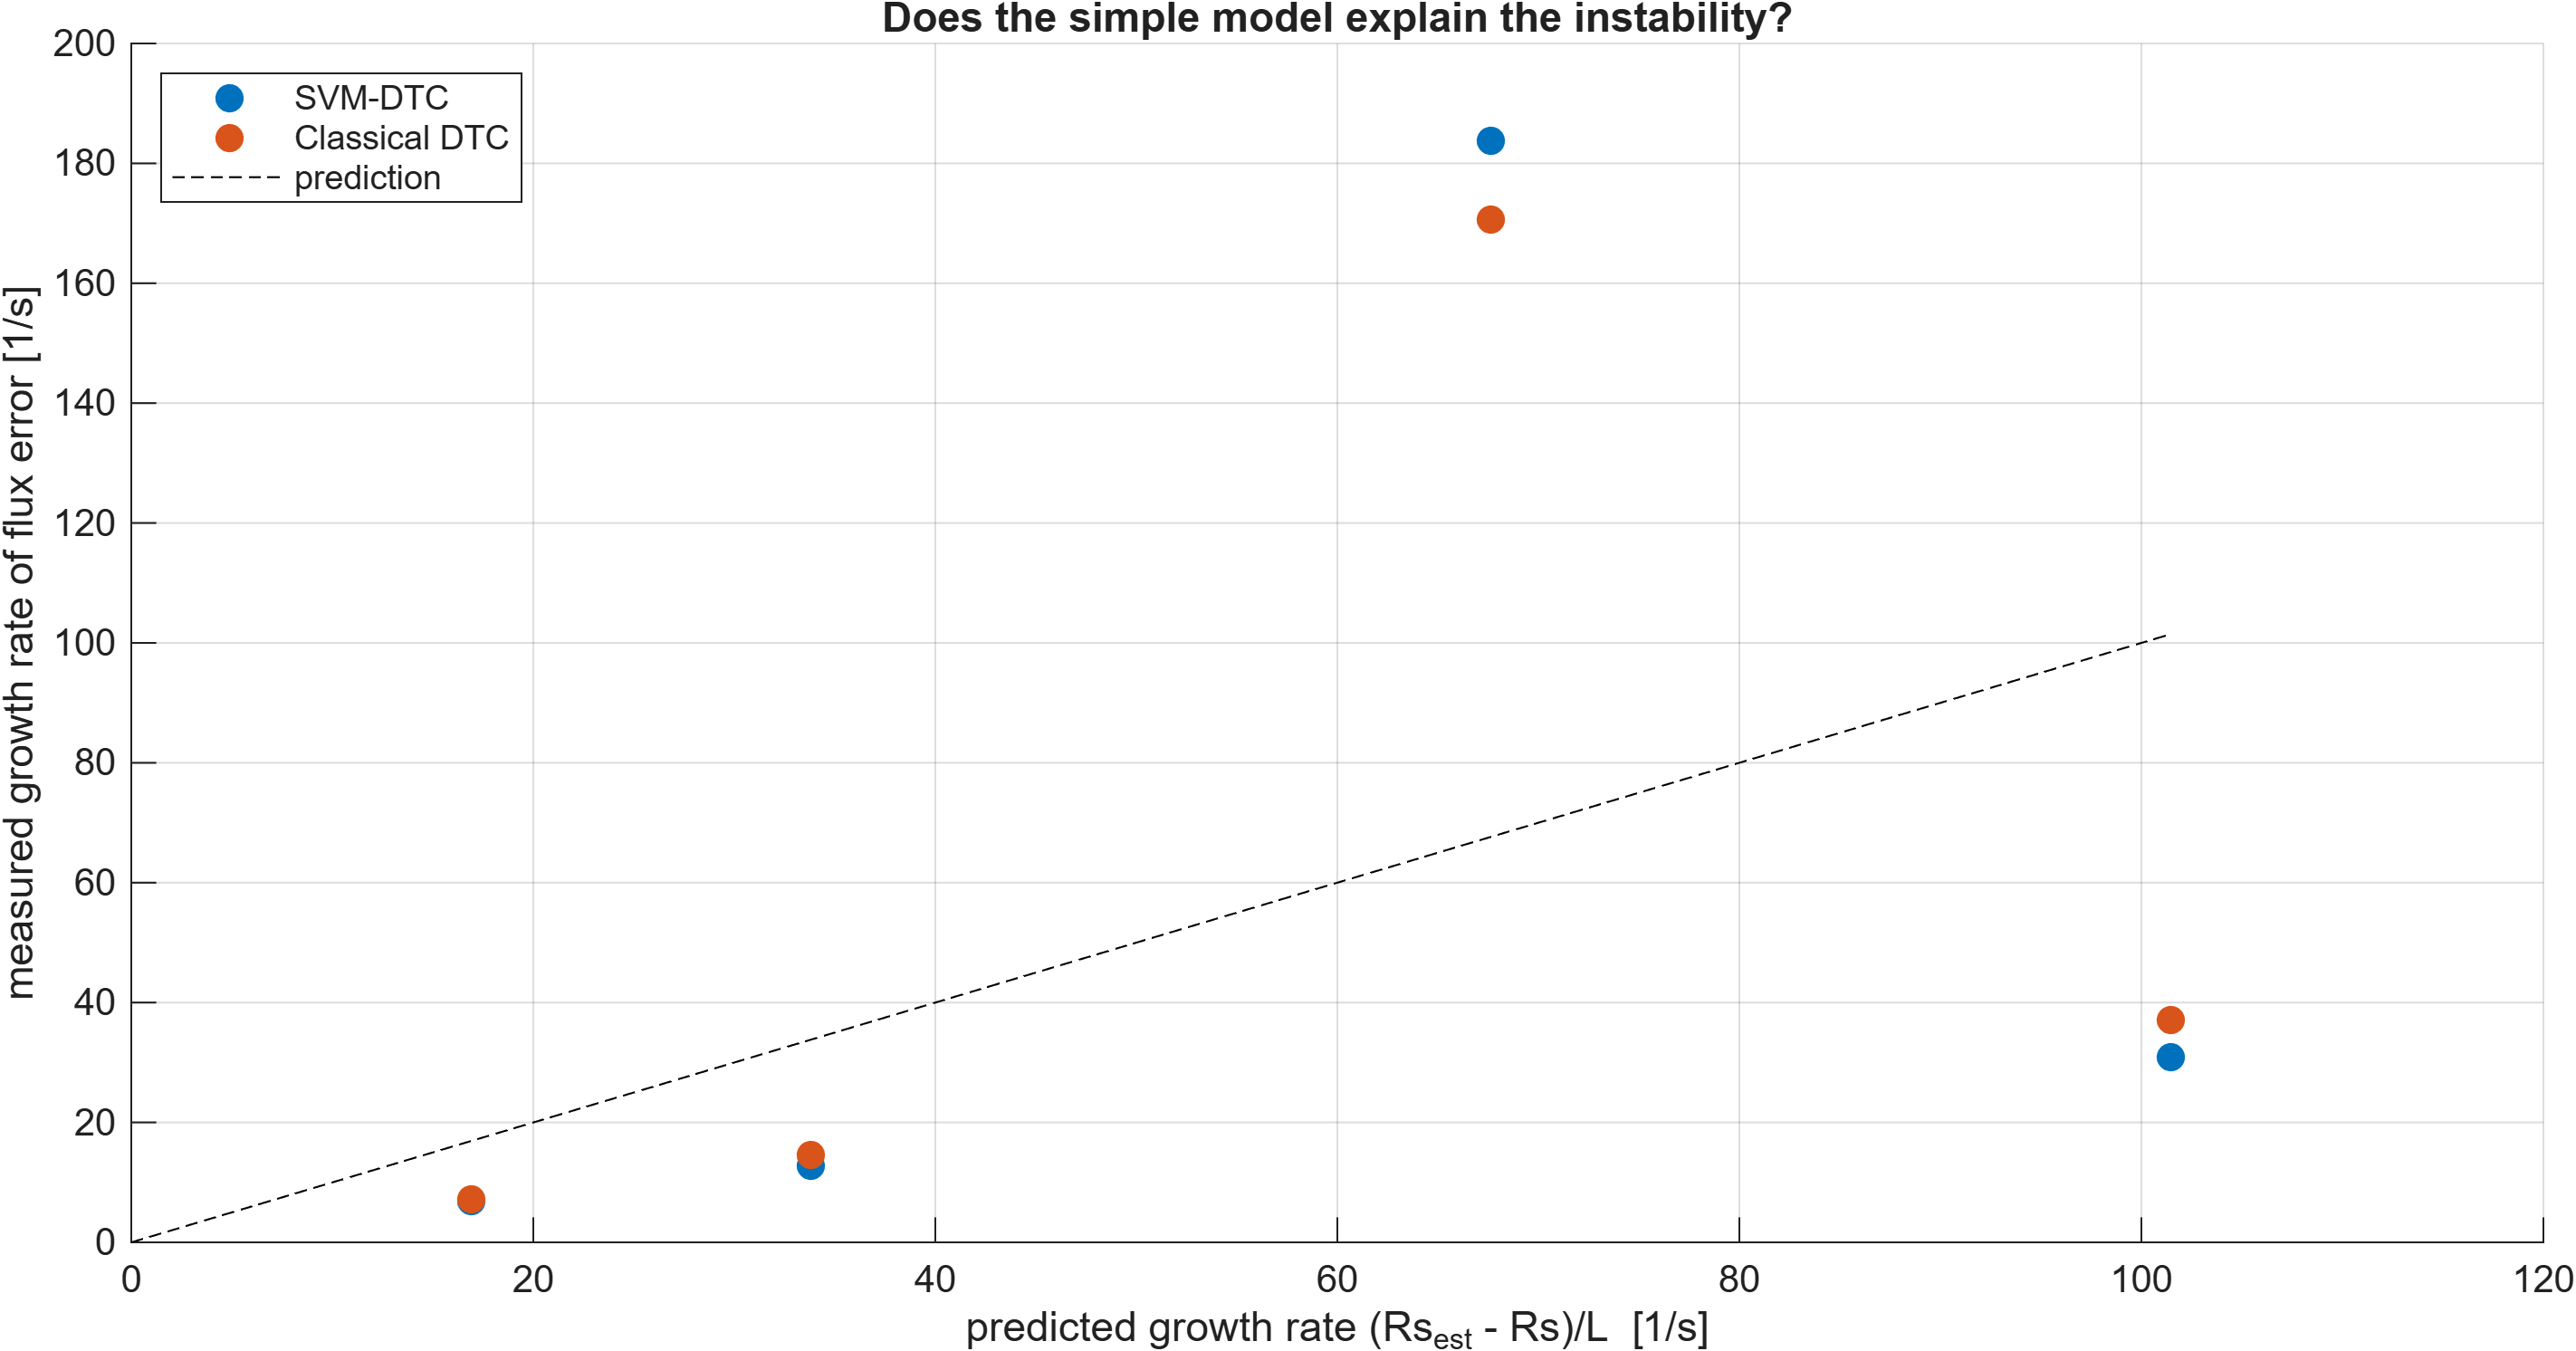 Does the simple model explain the instability?
200
180
160
140
120
100
80
60
40
20
0
SVM-DTC
Classical DTC
prediction
measured growth rate of flux error [1/s]
0 20 40 60 80 100 120
predicted growth rate (Rsest - Rs)/L [1/s]